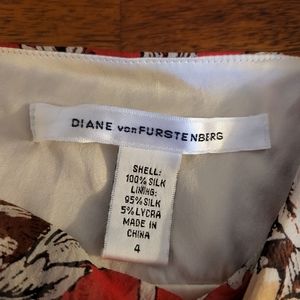 DIANE von FURSTENBERG
SHELL:
100% SILK
LINING:
95% SILK
5% LYCRA
MADE IN
CHINA
4